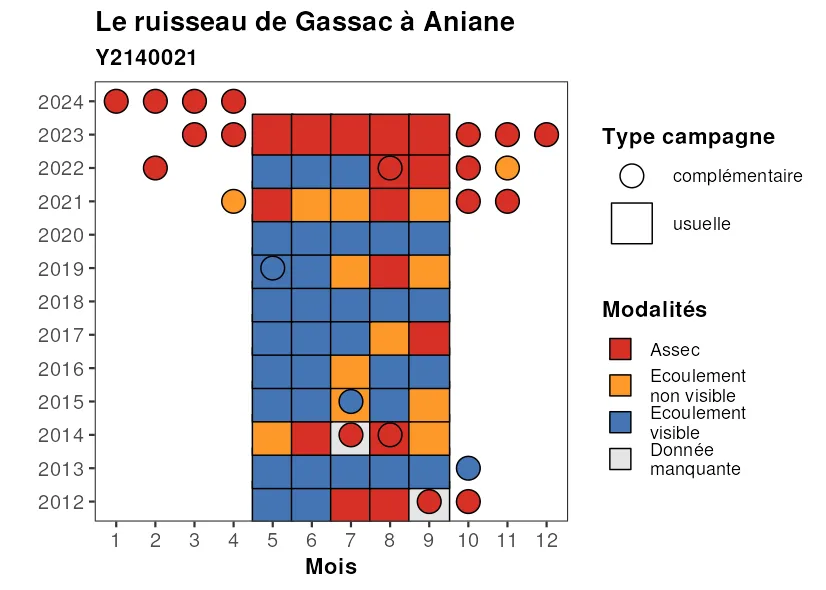 Le ruisseau de Gassac à Aniane
Y2140021
2024
2023
2022
2021
2020
2019
2018
2017
2016
2015
2014
2013
2012
1 2 3 4 5 6 7 8 9 10 11 12
Mois
Type campagne
complémentaire
usuelle
Modalités
Assec
Ecoulement
non visible
Ecoulement
visible
Donnée
manquante